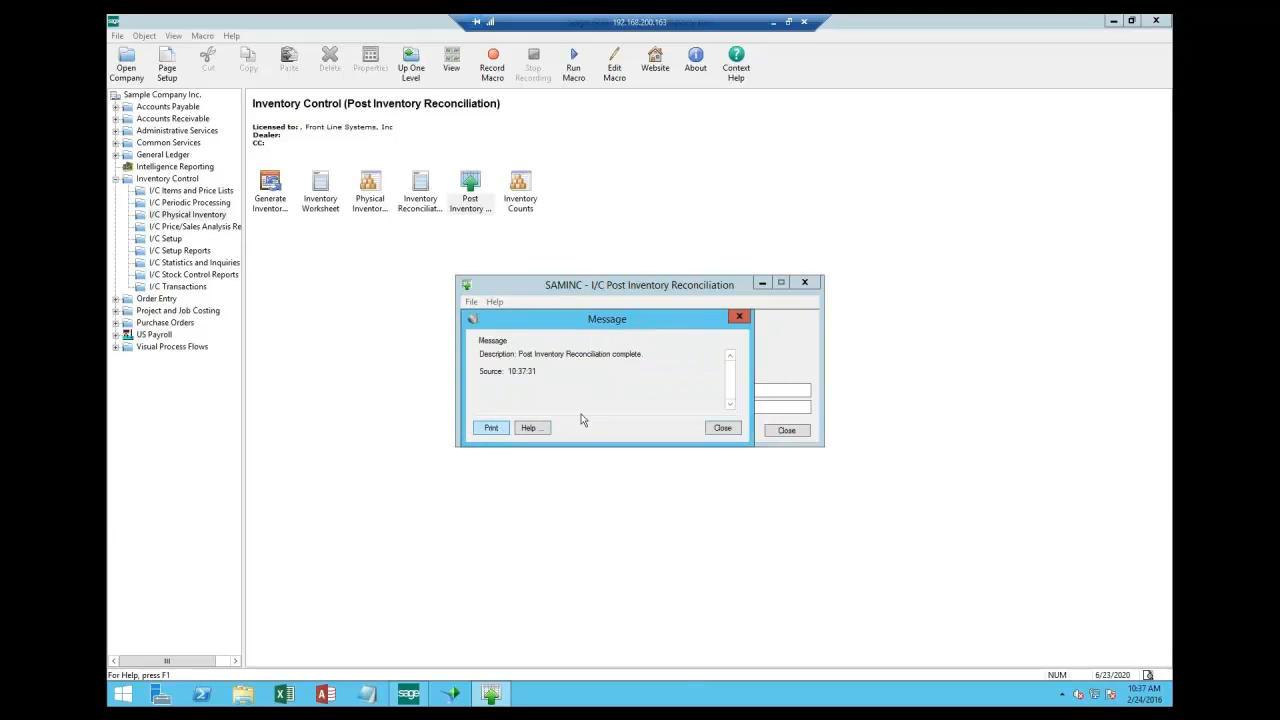 sage
192.168.200.163
File Object View Macro Help
Open Company
Page Setup
Cut
Copy
Paste
Delete
Properties
Up One Level
View
Record Macro
Stop Recording
Run Macro
Edit Macro
Website
About
Context Help
Sample Company Inc.
Accounts Payable
Accounts Receivable
Administrative Services
Common Services
General Ledger
Intelligence Reporting
Inventory Control
I/C Items and Price Lists
I/C Periodic Processing
I/C Physical Inventory
I/C Price/Sales Analysis Re
I/C Setup
I/C Setup Reports
I/C Statistics and Inquiries
I/C Stock Control Reports
I/C Transactions
Order Entry
Project and Job Costing
Purchase Orders
US Payroll
Visual Process Flows
Inventory Control (Post Inventory Reconciliation)
Licensed to: , Front Line Systems, Inc
Dealer:
CC:
Generate Inventor...
Inventory Worksheet
Physical Inventor...
Inventory Reconciliat...
Post Inventory ...
Inventory Counts
SAMINC - I/C Post Inventory Reconciliation
File Help
Message
Message
Description: Post Inventory Reconciliation complete.
Source: 10:37:31
Print Help ... Close
Close
For Help, press F1
NUM 6/23/2020
sage
10:37 AM
2/24/2016